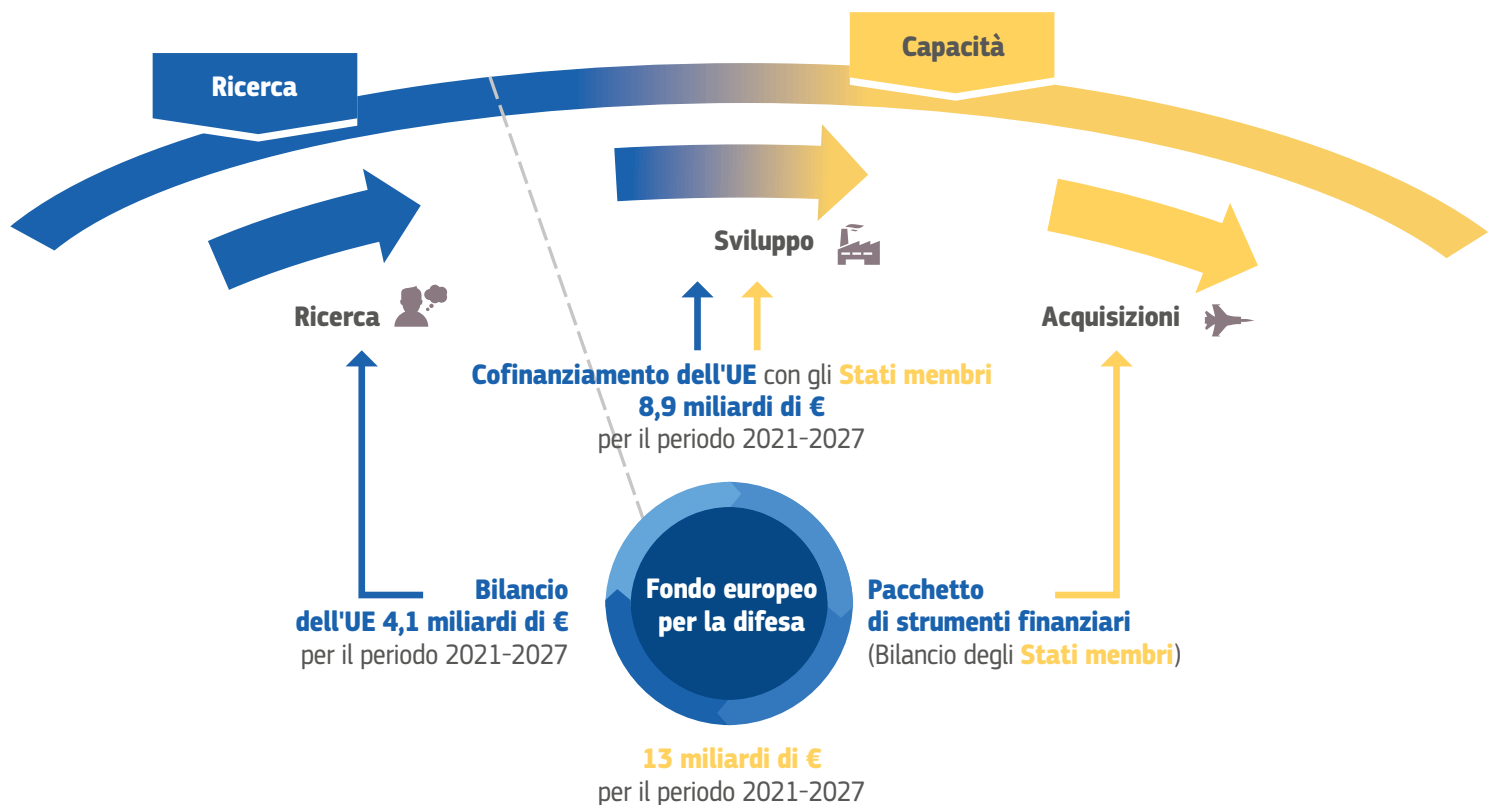 Ricerca
Capacità
Ricerca
Sviluppo
Acquisizioni
Cofinanziamento dell'UE con gli Stati membri
8,9 miliardi di €
per il periodo 2021-2027
Bilancio
dell'UE 4,1 miliardi di €
per il periodo 2021-2027
Fondo europeo
per la difesa
Pacchetto
di strumenti finanziari
(Bilancio degli Stati membri)
13 miliardi di €
per il periodo 2021-2027